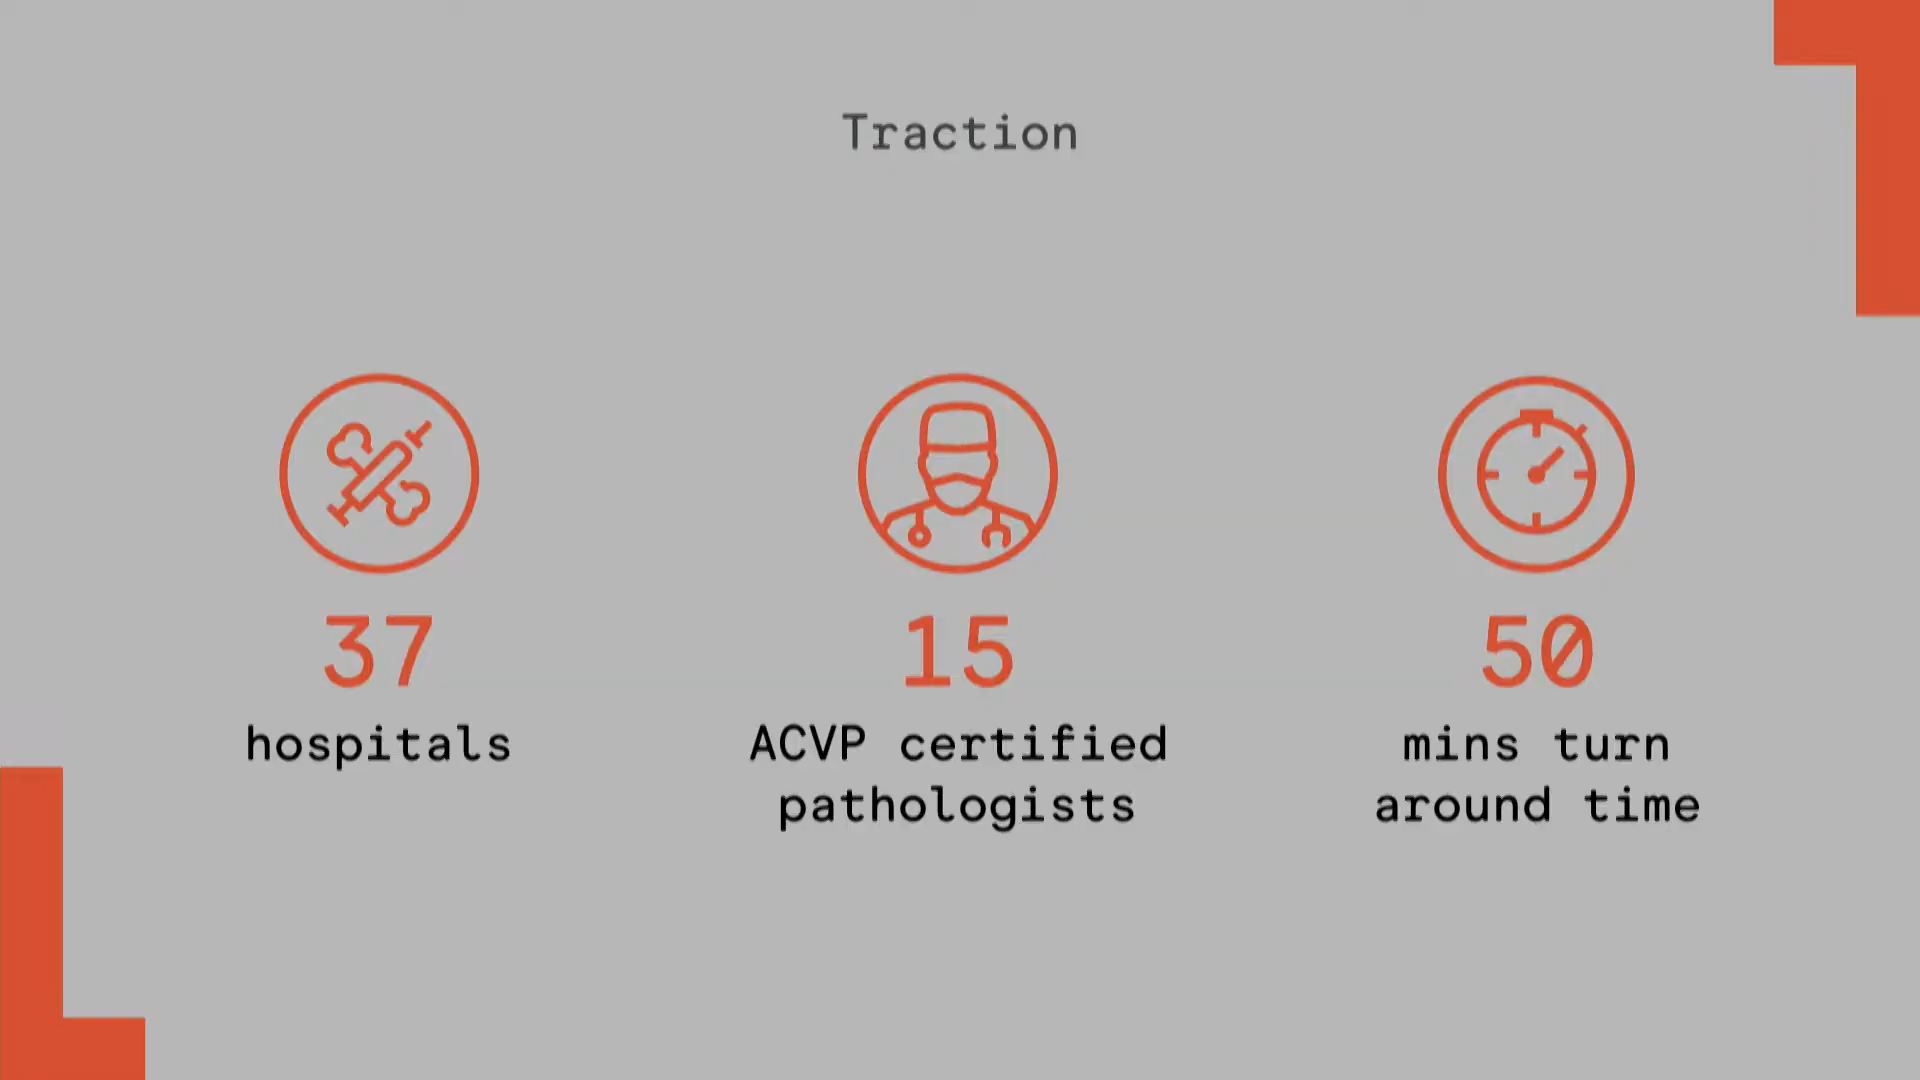 Traction
37
hospitals
15
ACVP certified
pathologists
50
mins turn
around time